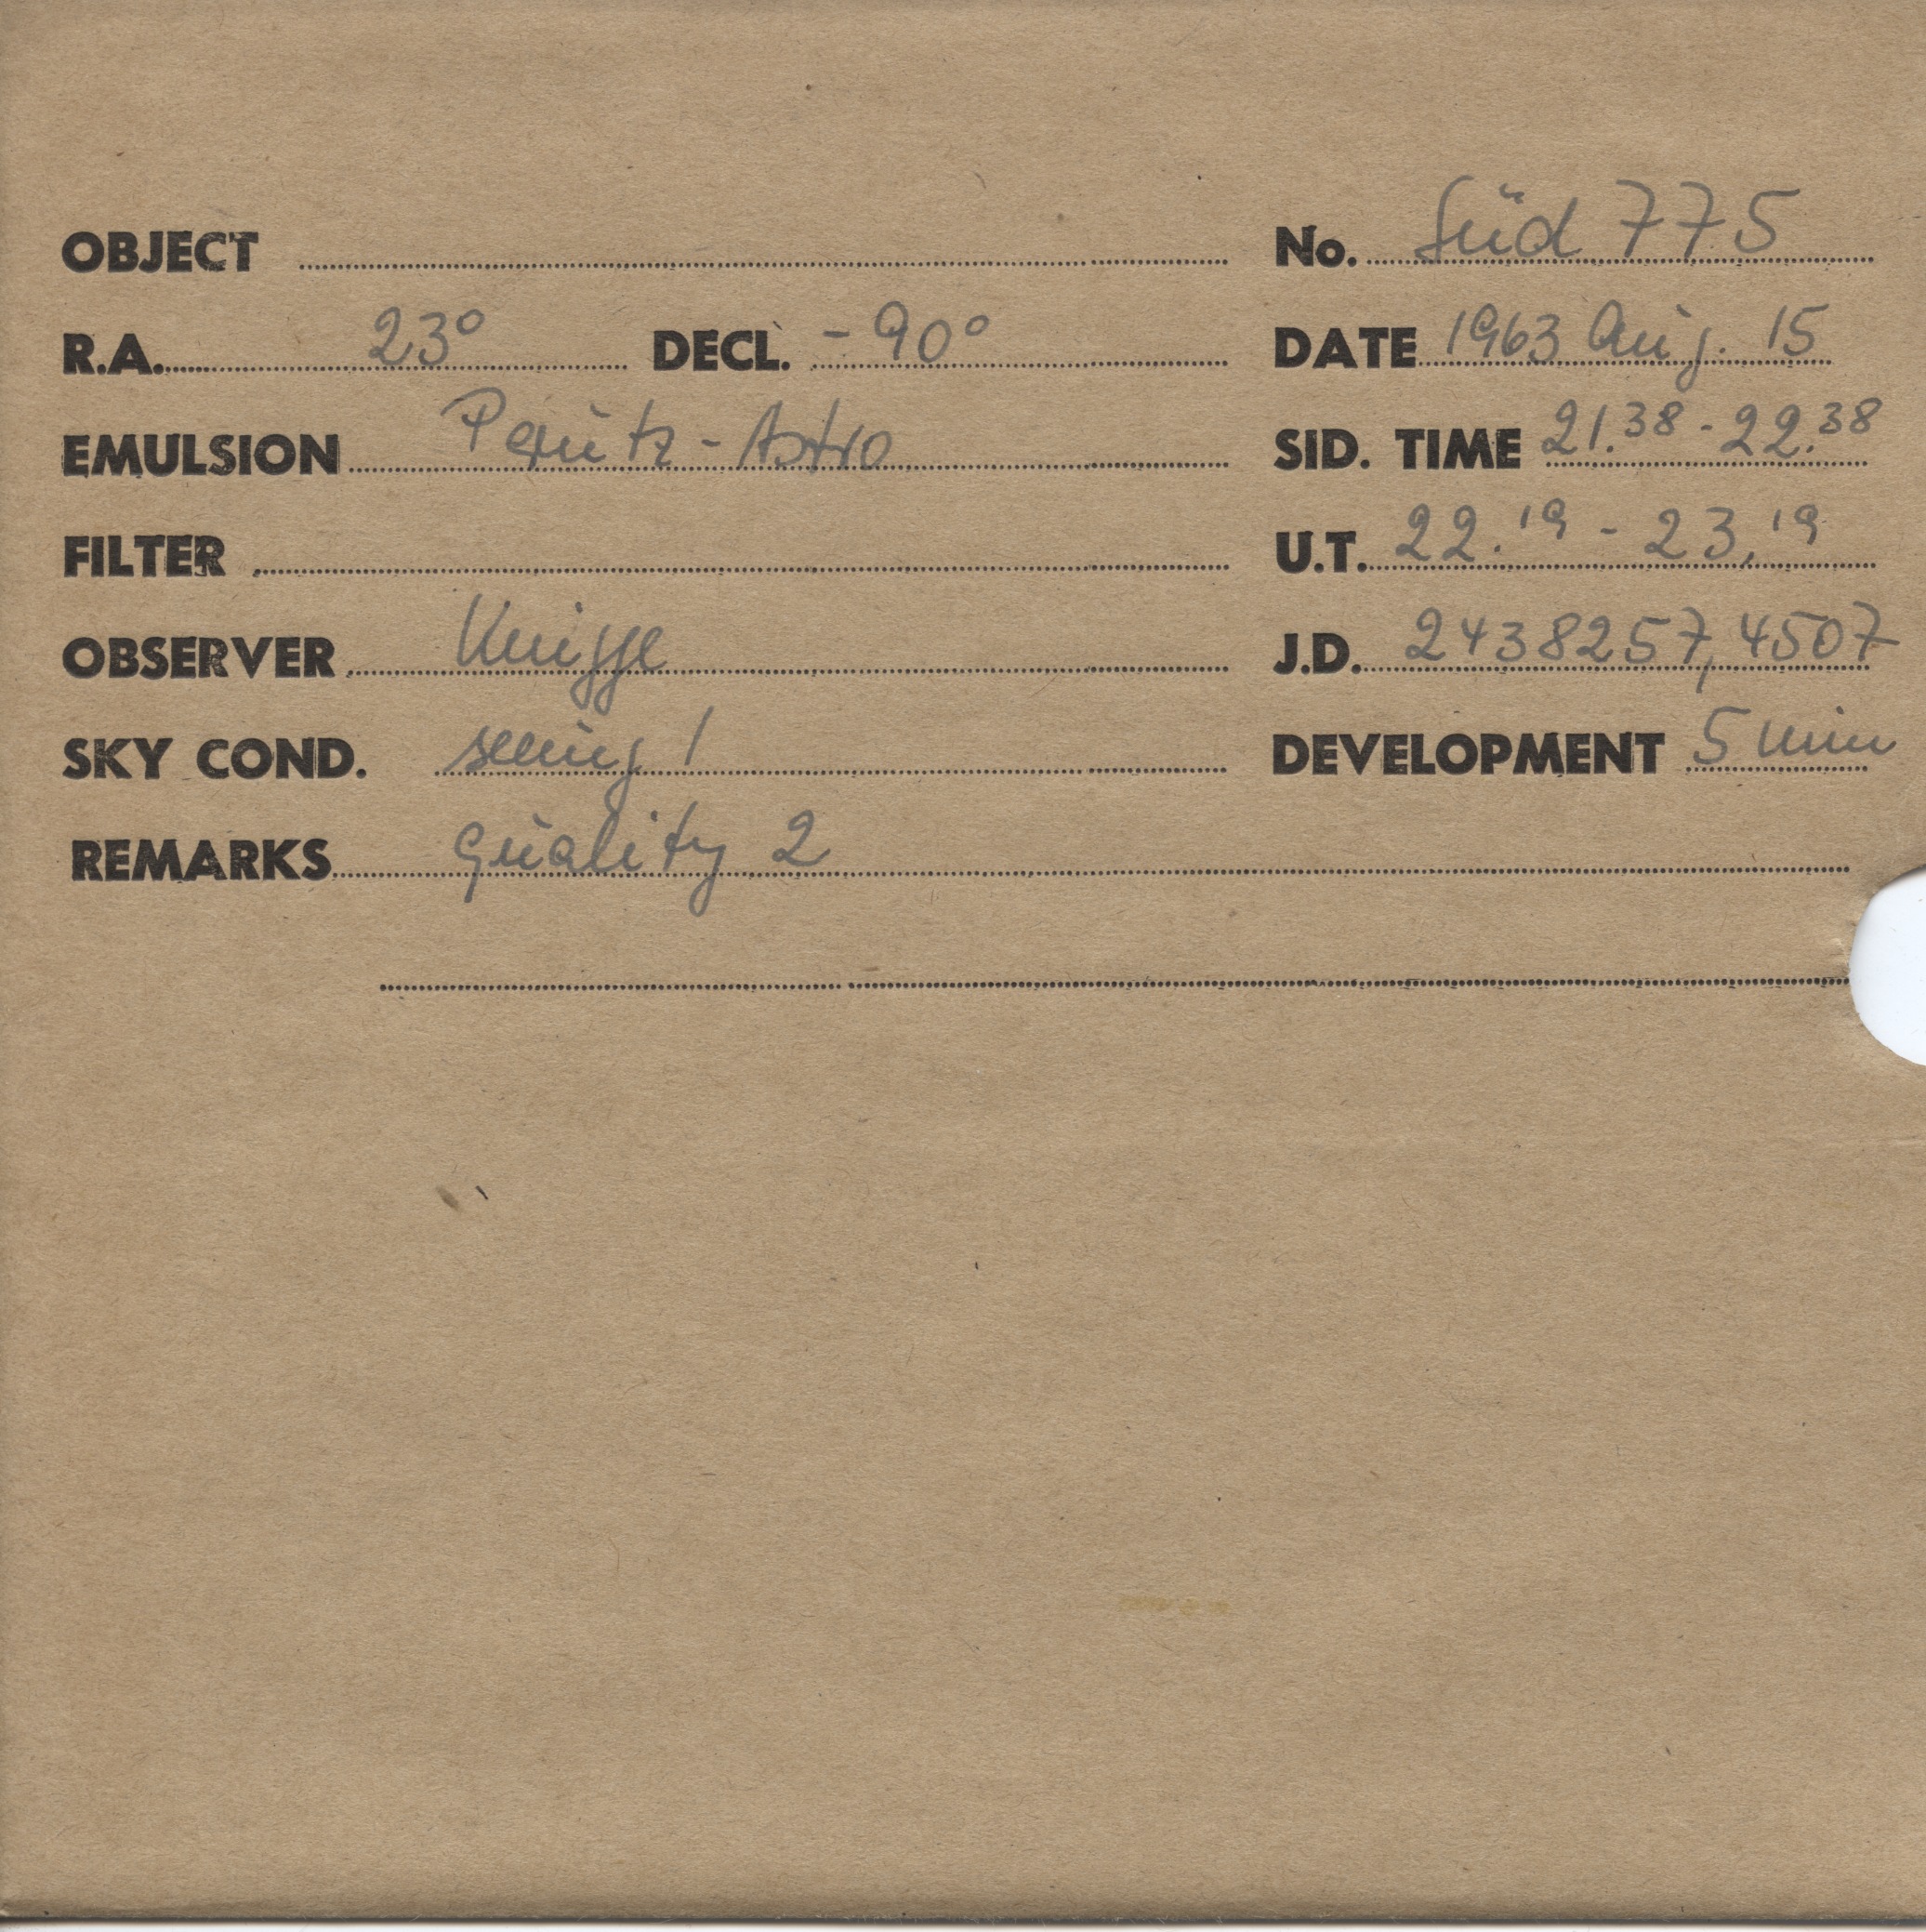 OBJECT No. Süd 775
R.A. 23° DECL. -90° DATE 1963 Aug. 15
EMULSION Perutz-Astro SID. TIME 21.38-22.38
FILTER U.T. 22.19-23.19
OBSERVER Knigge J.D. 2438257,4507
SKY COND. seeing 1 DEVELOPMENT 5 min
REMARKS quality 2